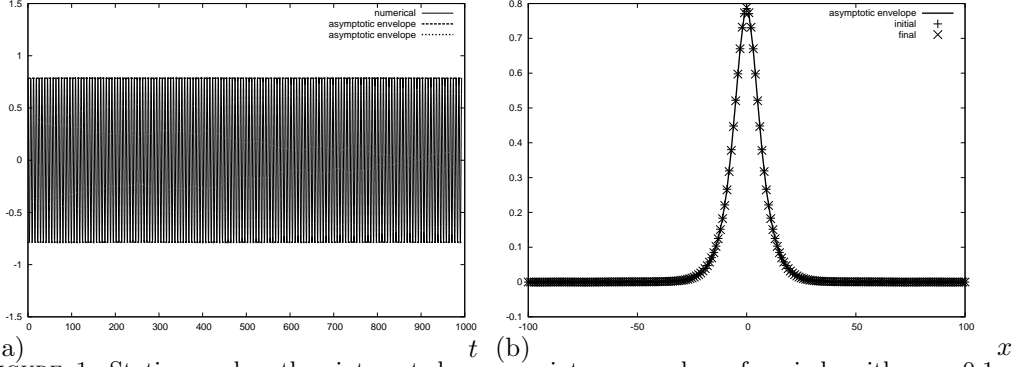 1.5
1
0.5
0
-0.5
-1
-1.5
0 100 200 300 400 500 600 700 800 900 1000
numerical
asymptotic envelope
asymptotic envelope
a) t
0.8
0.7
0.6
0.5
0.4
0.3
0.2
0.1
0
-0.1
-100 -50 0 50 100
asymptotic envelope
initial
final
(b) x